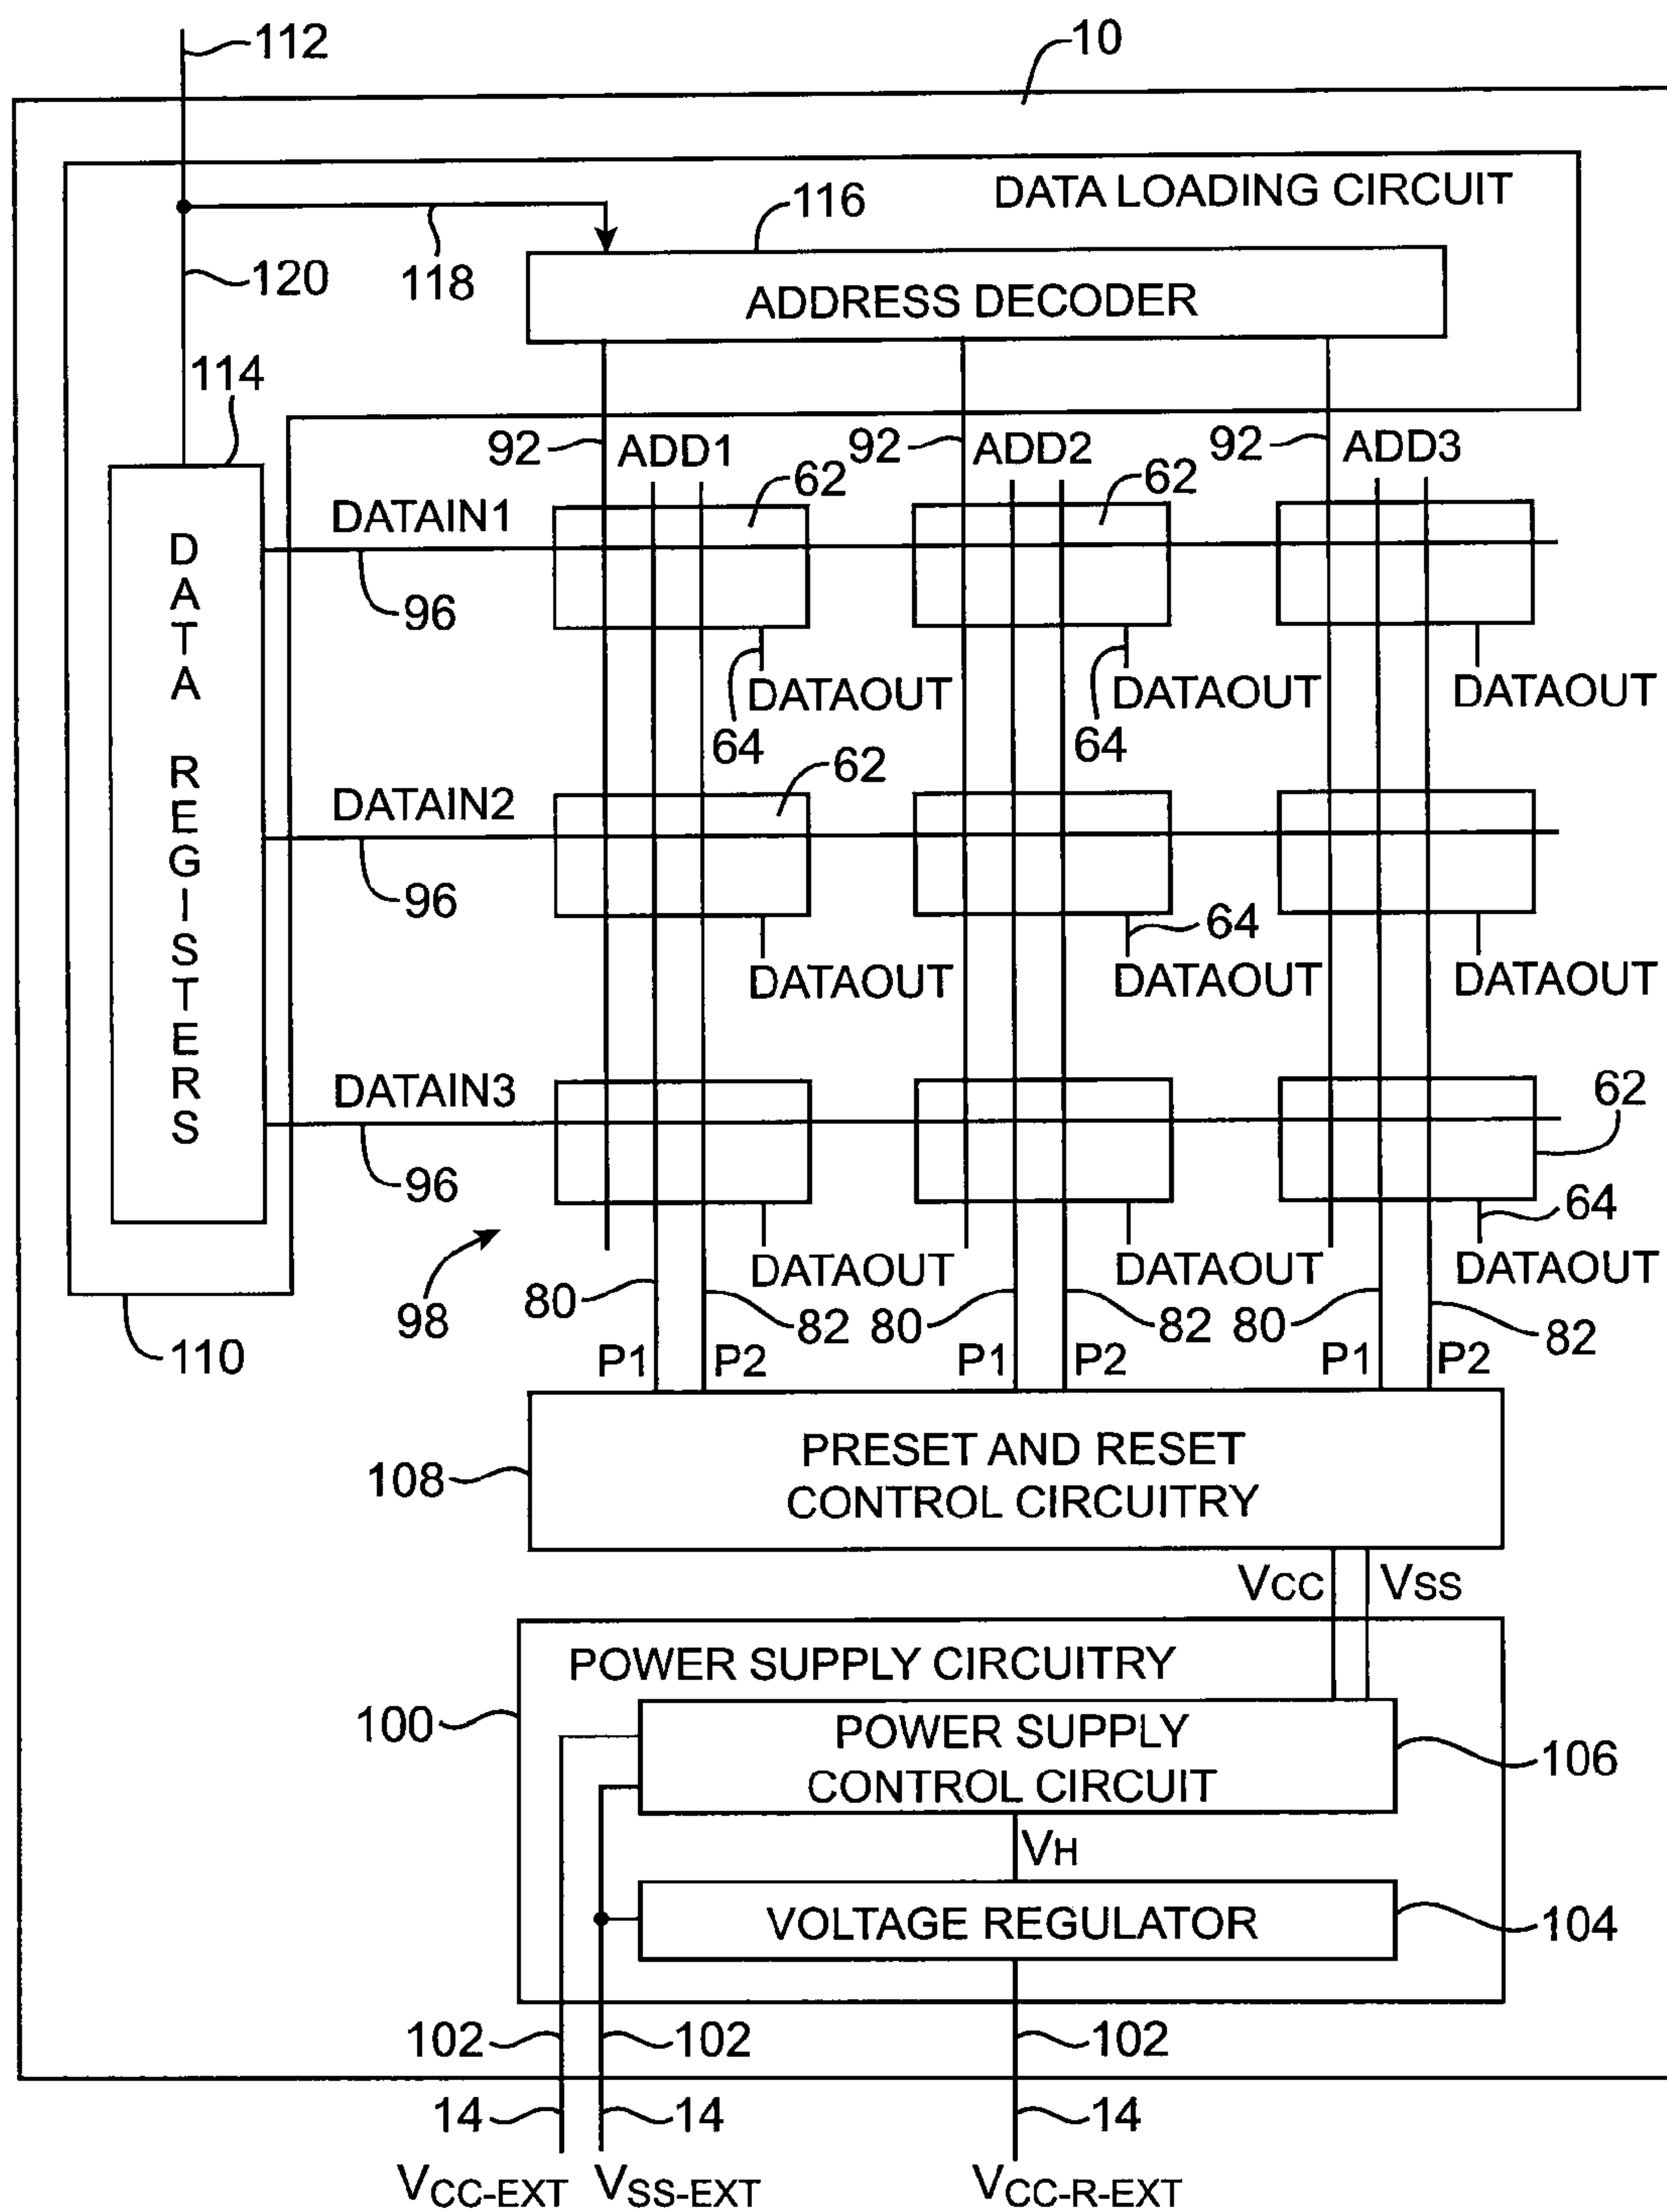 112
10
DATA LOADING CIRCUIT
116
118
120
ADDRESS DECODER
114
92 ADD1 92 ADD2 92 ADD3
DATA REGISTERS
DATAIN1
62
62
96
64
DATAOUT
64
DATAOUT
DATAOUT
DATAIN2
62
96
64
DATAOUT
DATAOUT
DATAOUT
DATAIN3
62
96
64
98
DATAOUT
DATAOUT
DATAOUT
80 82 80 82 80 82
110
P1 P2 P1 P2 P1 P2
108
PRESET AND RESET
CONTROL CIRCUITRY
VCC VSS
POWER SUPPLY CIRCUITRY
100
POWER SUPPLY
CONTROL CIRCUIT
106
VH
VOLTAGE REGULATOR
104
102 102 102
14 14 14
VCC-EXT VSS-EXT VCC-R-EXT